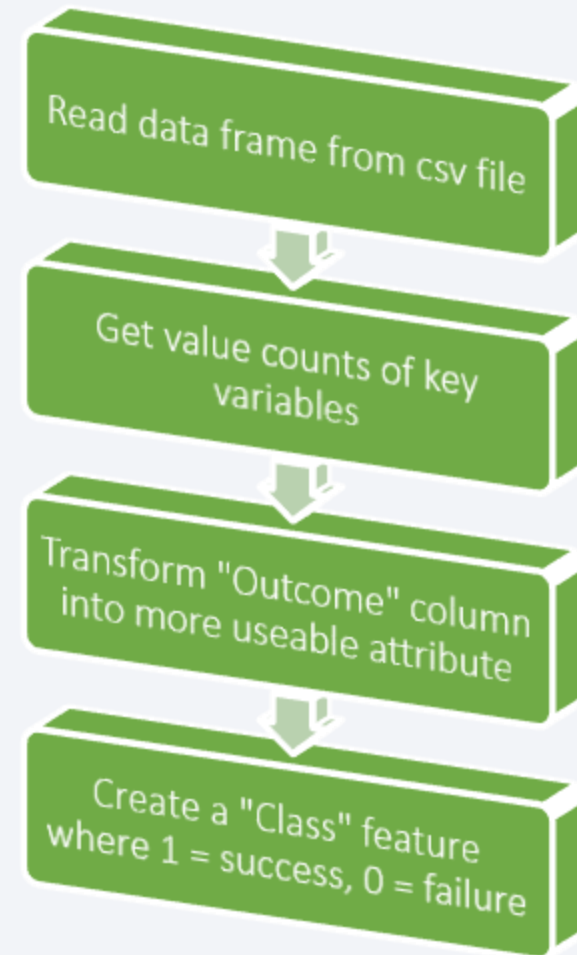 Read data frame from csv file
Get value counts of key
variables
Transform "Outcome" column
into more useable attribute
Create a "Class" feature
where 1 = success, 0 = failure